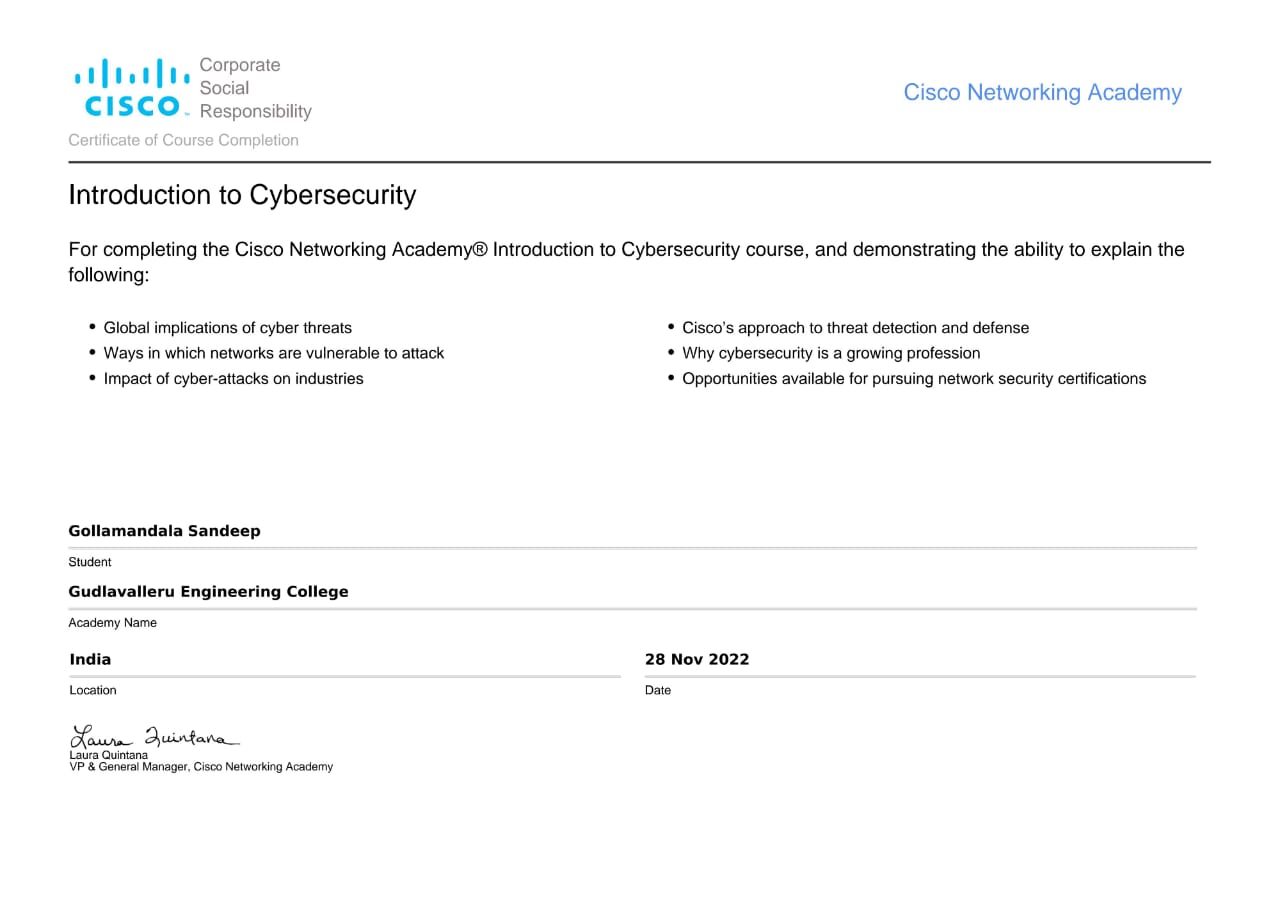 Corporate
Social
CISCO™ Responsibility
Cisco Networking Academy
Certificate of Course Completion
Introduction to Cybersecurity
For completing the Cisco Networking Academy® Introduction to Cybersecurity course, and demonstrating the ability to explain the
following:
• Global implications of cyber threats
• Ways in which networks are vulnerable to attack
• Impact of cyber-attacks on industries
• Cisco’s approach to threat detection and defense
• Why cybersecurity is a growing profession
• Opportunities available for pursuing network security certifications
Gollamandala Sandeep
Student
Gudlavalleru Engineering College
Academy Name
India
Location
28 Nov 2022
Date
Laura Quintana
Laura Quintana
VP & General Manager, Cisco Networking Academy